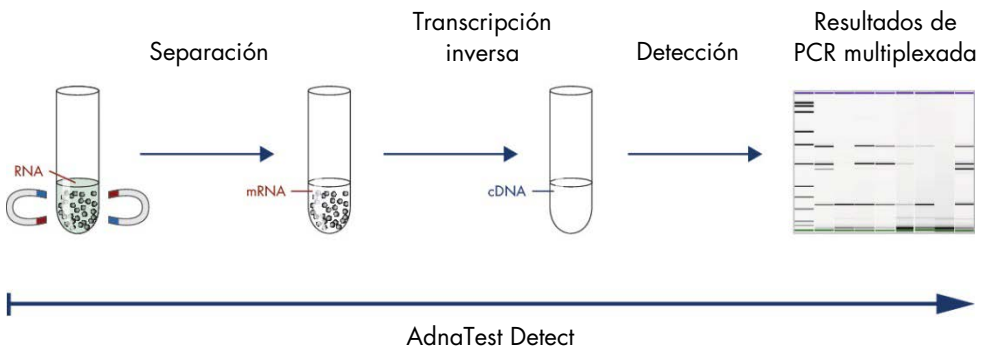 Separación
Transcripción
inversa
Detección
Resultados de
PCR multiplexada
RNA
mRNA
cDNA
AdnaTest Detect